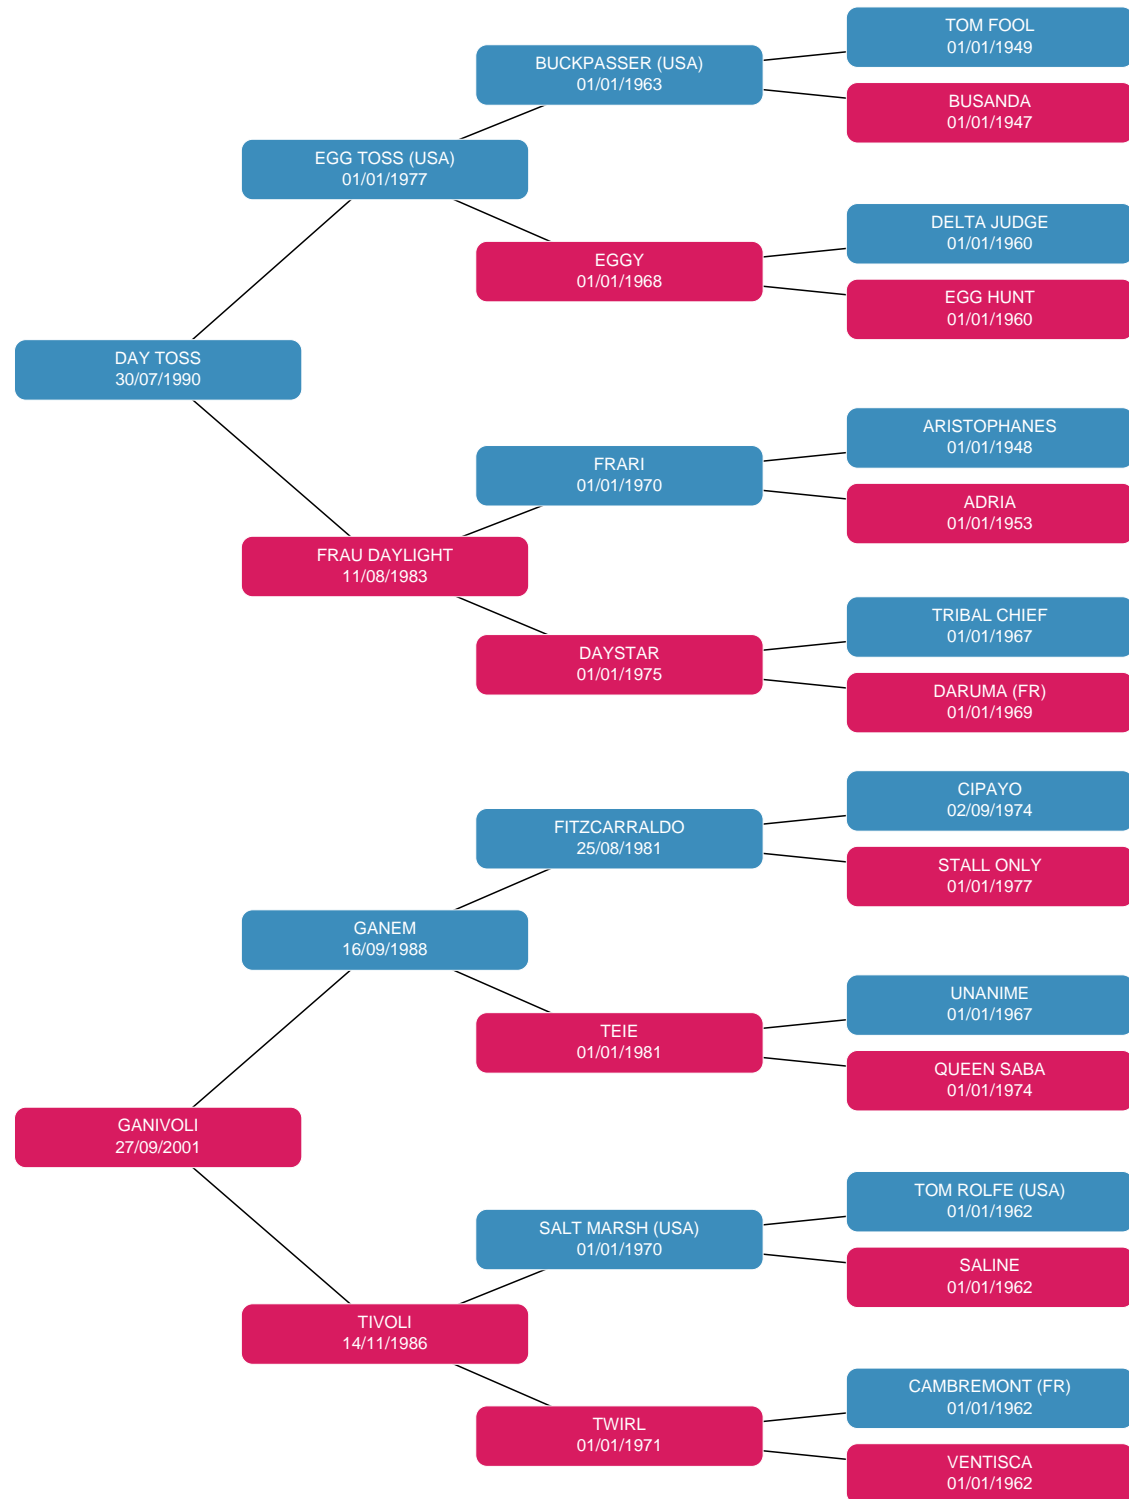 TOM FOOL
01/01/1949
BUCKPASSER (USA)
01/01/1963
BUSANDA
01/01/1947
EGG TOSS (USA)
01/01/1977
DELTA JUDGE
01/01/1960
EGGY
01/01/1968
EGG HUNT
01/01/1960
DAY TOSS
30/07/1990
ARISTOPHANES
01/01/1948
FRARI
01/01/1970
ADRIA
01/01/1953
FRAU DAYLIGHT
11/08/1983
TRIBAL CHIEF
01/01/1967
DAYSTAR
01/01/1975
DARUMA (FR)
01/01/1969
CIPAYO
02/09/1974
FITZCARRALDO
25/08/1981
STALL ONLY
01/01/1977
GANEM
16/09/1988
UNANIME
01/01/1967
TEIE
01/01/1981
QUEEN SABA
01/01/1974
GANIVOLI
27/09/2001
TOM ROLFE (USA)
01/01/1962
SALT MARSH (USA)
01/01/1970
SALINE
01/01/1962
TIVOLI
14/11/1986
CAMBREMONT (FR)
01/01/1962
TWIRL
01/01/1971
VENTISCA
01/01/1962